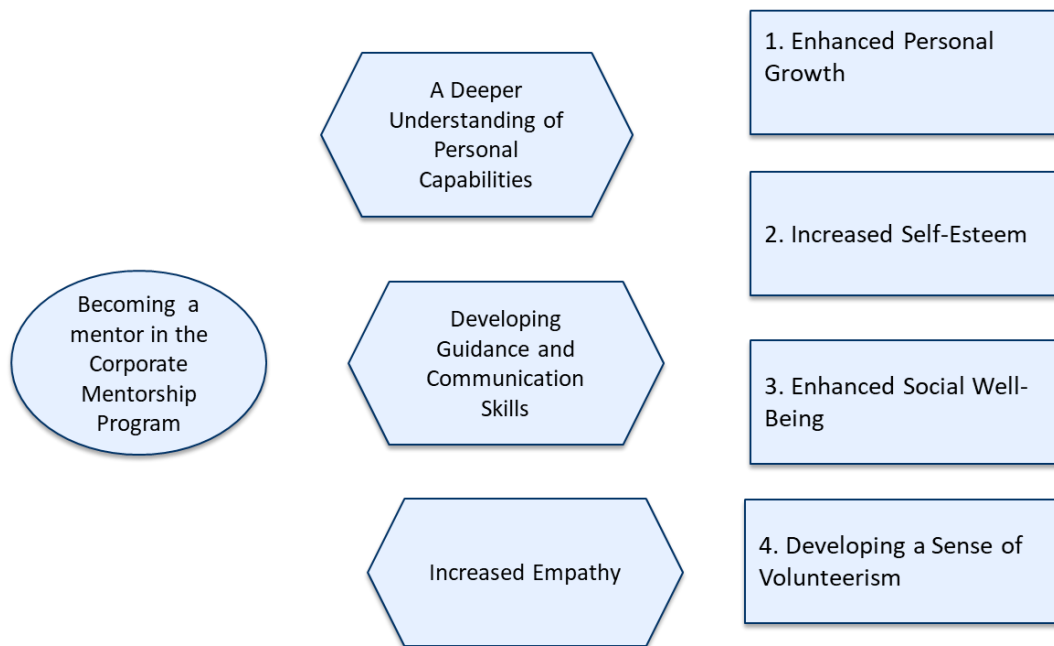 Becoming a
mentor in the
Corporate
Mentorship
Program
A Deeper
Understanding of
Personal
Capabilities
Developing
Guidance and
Communication
Skills
Increased Empathy
1. Enhanced Personal
Growth
2. Increased Self-Esteem
3. Enhanced Social Well-
Being
4. Developing a Sense of
Volunteerism